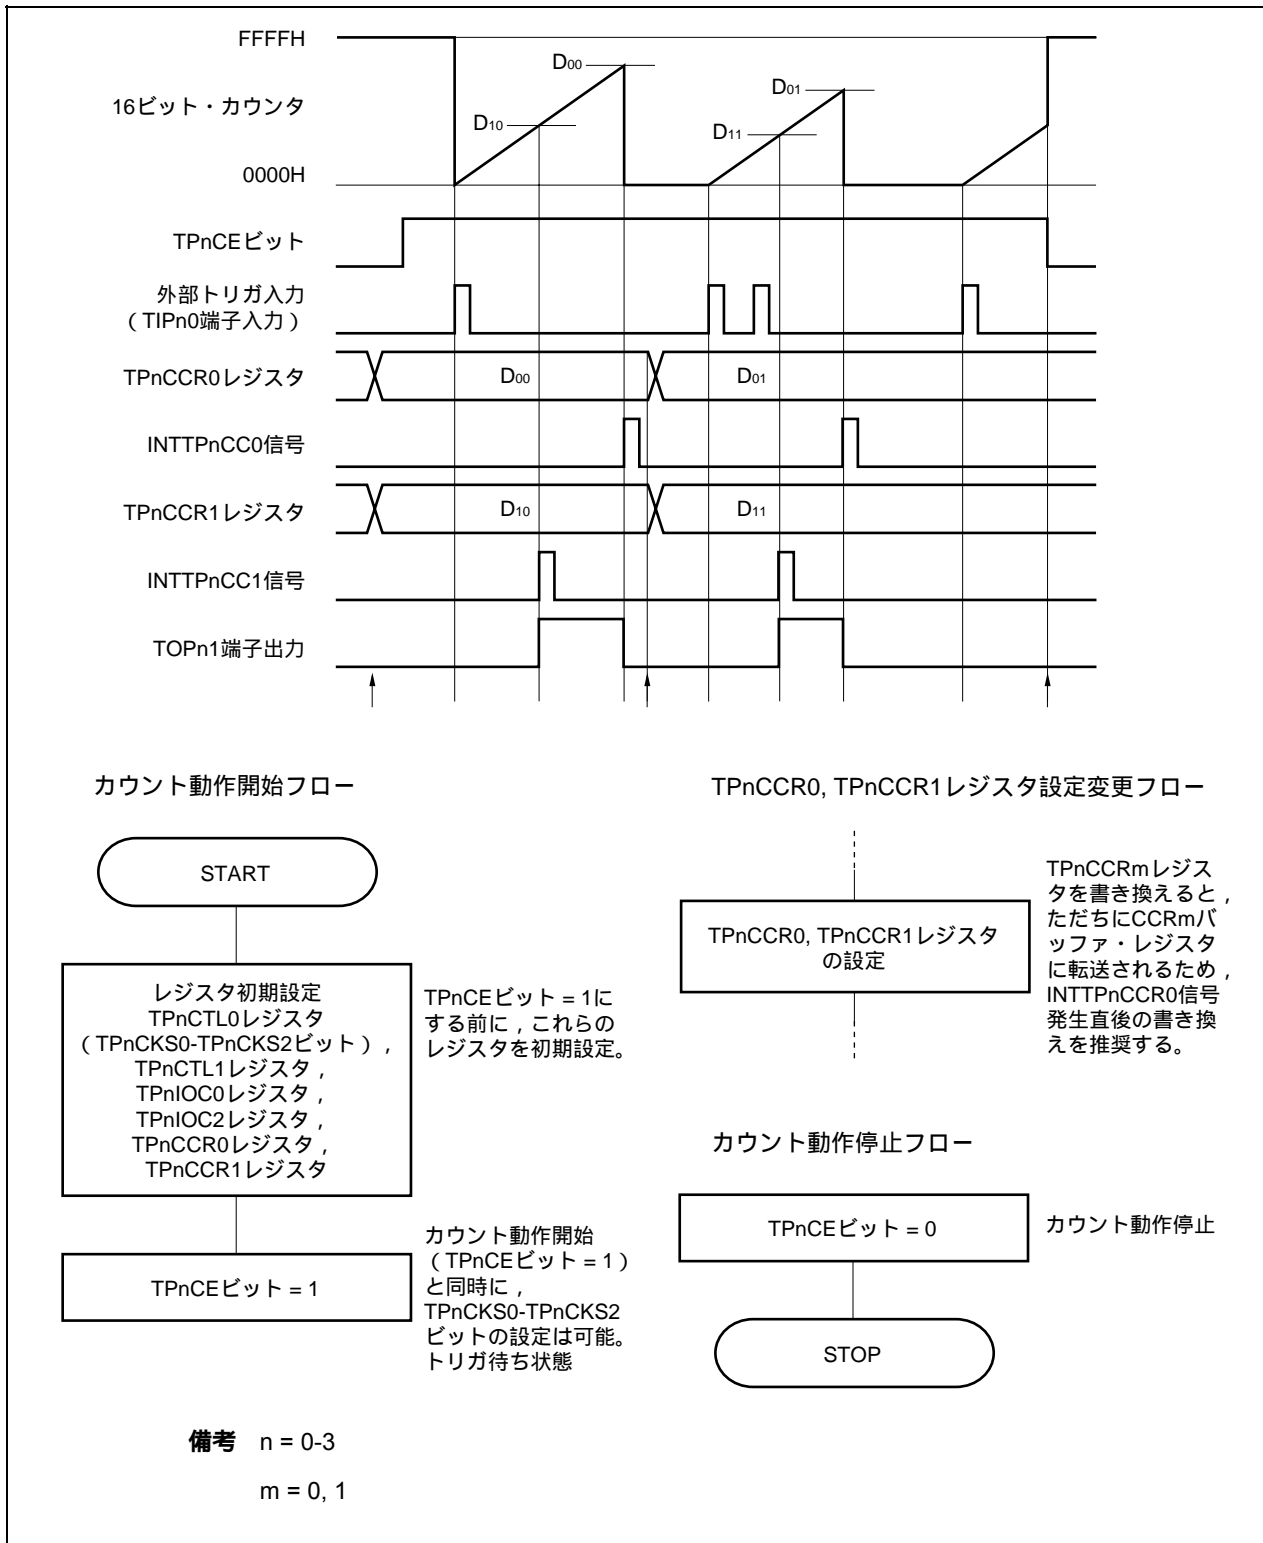 FFFFH
D00
D01
16ビット・カウンタ
D10
D11
0000H
TPnCEビット
外部トリガ入力
（TIPn0端子入力）
TPnCCR0レジスタ
D00
D01
INTTPnCC0信号
TPnCCR1レジスタ
D10
D11
INTTPnCC1信号
TOPn1端子出力
カウント動作開始フロー
START
レジスタ初期設定
TPnCTL0レジスタ
（TPnCKS0-TPnCKS2ビット），
TPnCTL1レジスタ，
TPnIOC0レジスタ，
TPnIOC2レジスタ，
TPnCCR0レジスタ，
TPnCCR1レジスタ
TPnCEビット = 1に
する前に，これらの
レジスタを初期設定。
TPnCEビット = 1
カウント動作開始
（TPnCEビット = 1）
と同時に，
TPnCKS0-TPnCKS2
ビットの設定は可能。
トリガ待ち状態
TPnCCR0, TPnCCR1レジスタ設定変更フロー
TPnCCR0, TPnCCR1レジスタ
の設定
TPnCCRmレジス
タを書き換えると，
ただちにCCRmバ
ッファ・レジスタ
に転送されるため，
INTTPnCCR0信号
発生直後の書き換
えを推奨する。
カウント動作停止フロー
TPnCEビット = 0
カウント動作停止
STOP
備考 n = 0-3
m = 0, 1